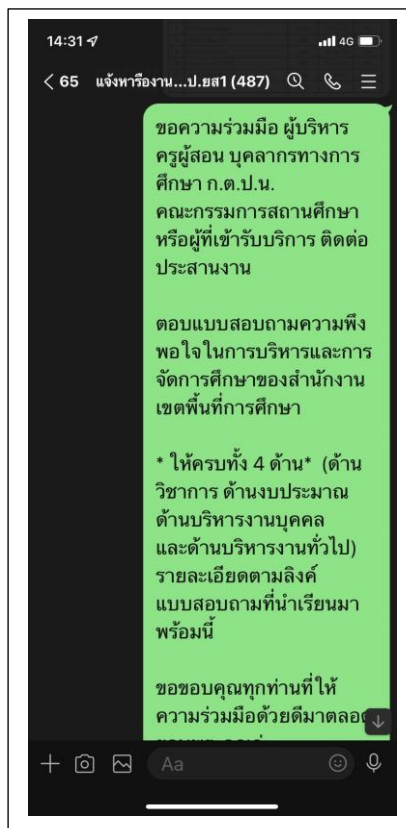 14:31
4G
65 แจ้งหารืองาน...ป.ยส1 (487)
ขอความร่วมมือ ผู้บริหาร
ครูผู้สอน บุคลากรทางการ
ศึกษา ก.ต.ป.น.
คณะกรรมการสถานศึกษา
หรือผู้ที่เข้ารับบริการ ติดต่อ
ประสานงาน
ตอบแบบสอบถามความพึง
พอใจในการบริหารและการ
จัดการศึกษาของสำนักงาน
เขตพื้นที่การศึกษา
* ให้ครบทั้ง 4 ด้าน* (ด้าน
วิชาการ ด้านงบประมาณ
ด้านบริหารงานบุคคล
และด้านบริหารงานทั่วไป)
รายละเอียดตามลิงค์
แบบสอบถามที่นำเรียนมา
พร้อมนี้
ขอขอบคุณทุกท่านที่ให้
ความร่วมมือด้วยดีมาตลอด
Aa